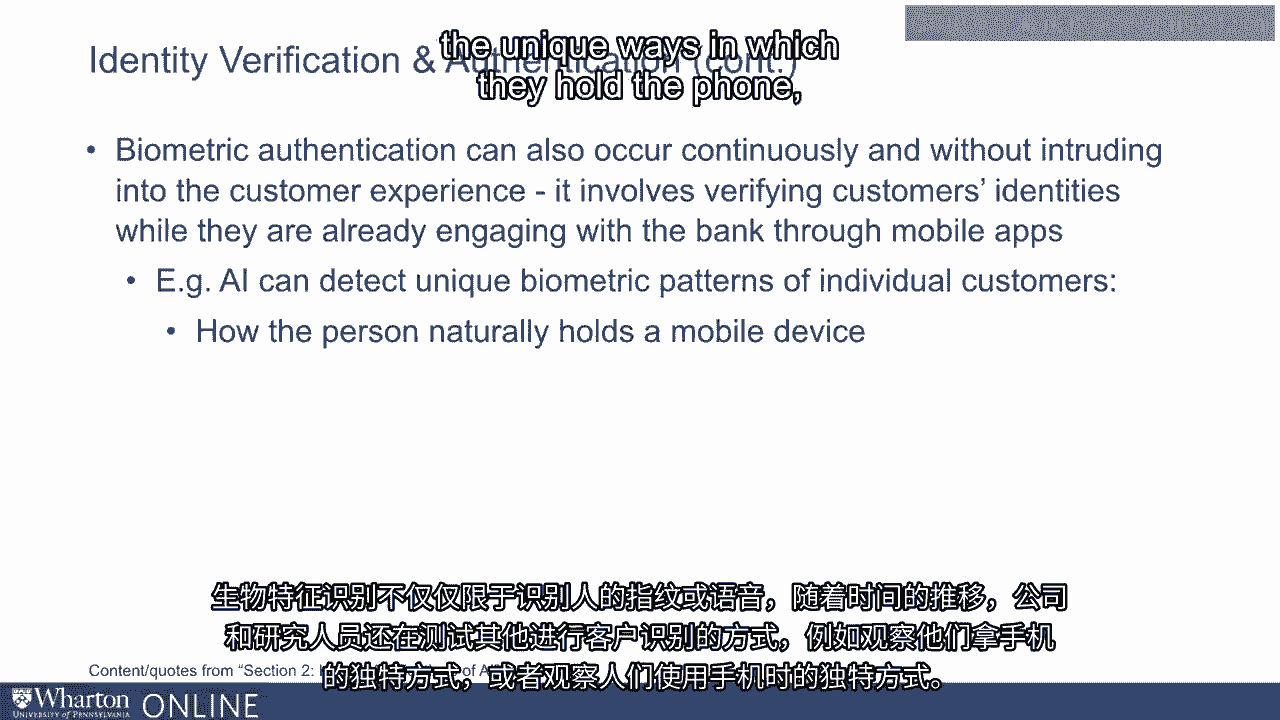 the unique ways in which
they hold the phone,
Identity Verification & Authentication (cont.)
• Biometric authentication can also occur continuously and without intruding
into the customer experience - it involves verifying customers’ identities
while they are already engaging with the bank through mobile apps
• E.g. AI can detect unique biometric patterns of individual customers:
• How the person naturally holds a mobile device
生物特征识别不仅仅限于识别人的指纹或语音，随着时间的推移，公司
和研究人员还在测试其他进行客户识别的方式，例如观察他们拿手机
的独特方式，或者观察人们使用手机时的独特方式。
Content/quotes from “Section 2: of A
Wharton
UNIVERSITY of PENNSYLVANIA
ONLINE